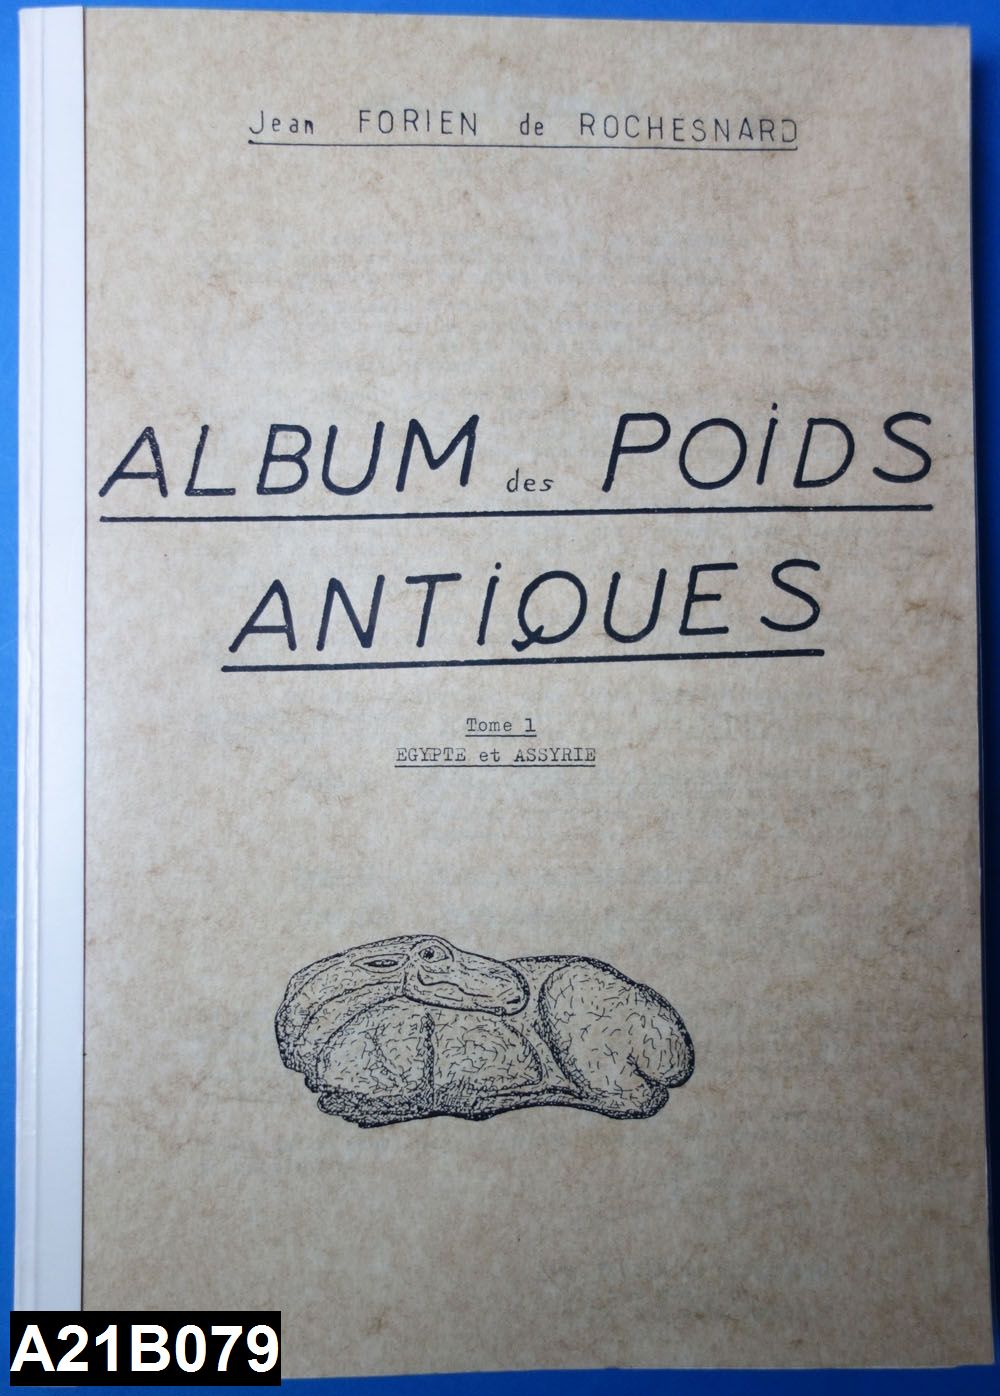 Jean FORIEN de ROCHESNARD
ALBUM des POIDS
ANTIQUES
Tome 1
EGYPTE et ASSYRIE
A21B079